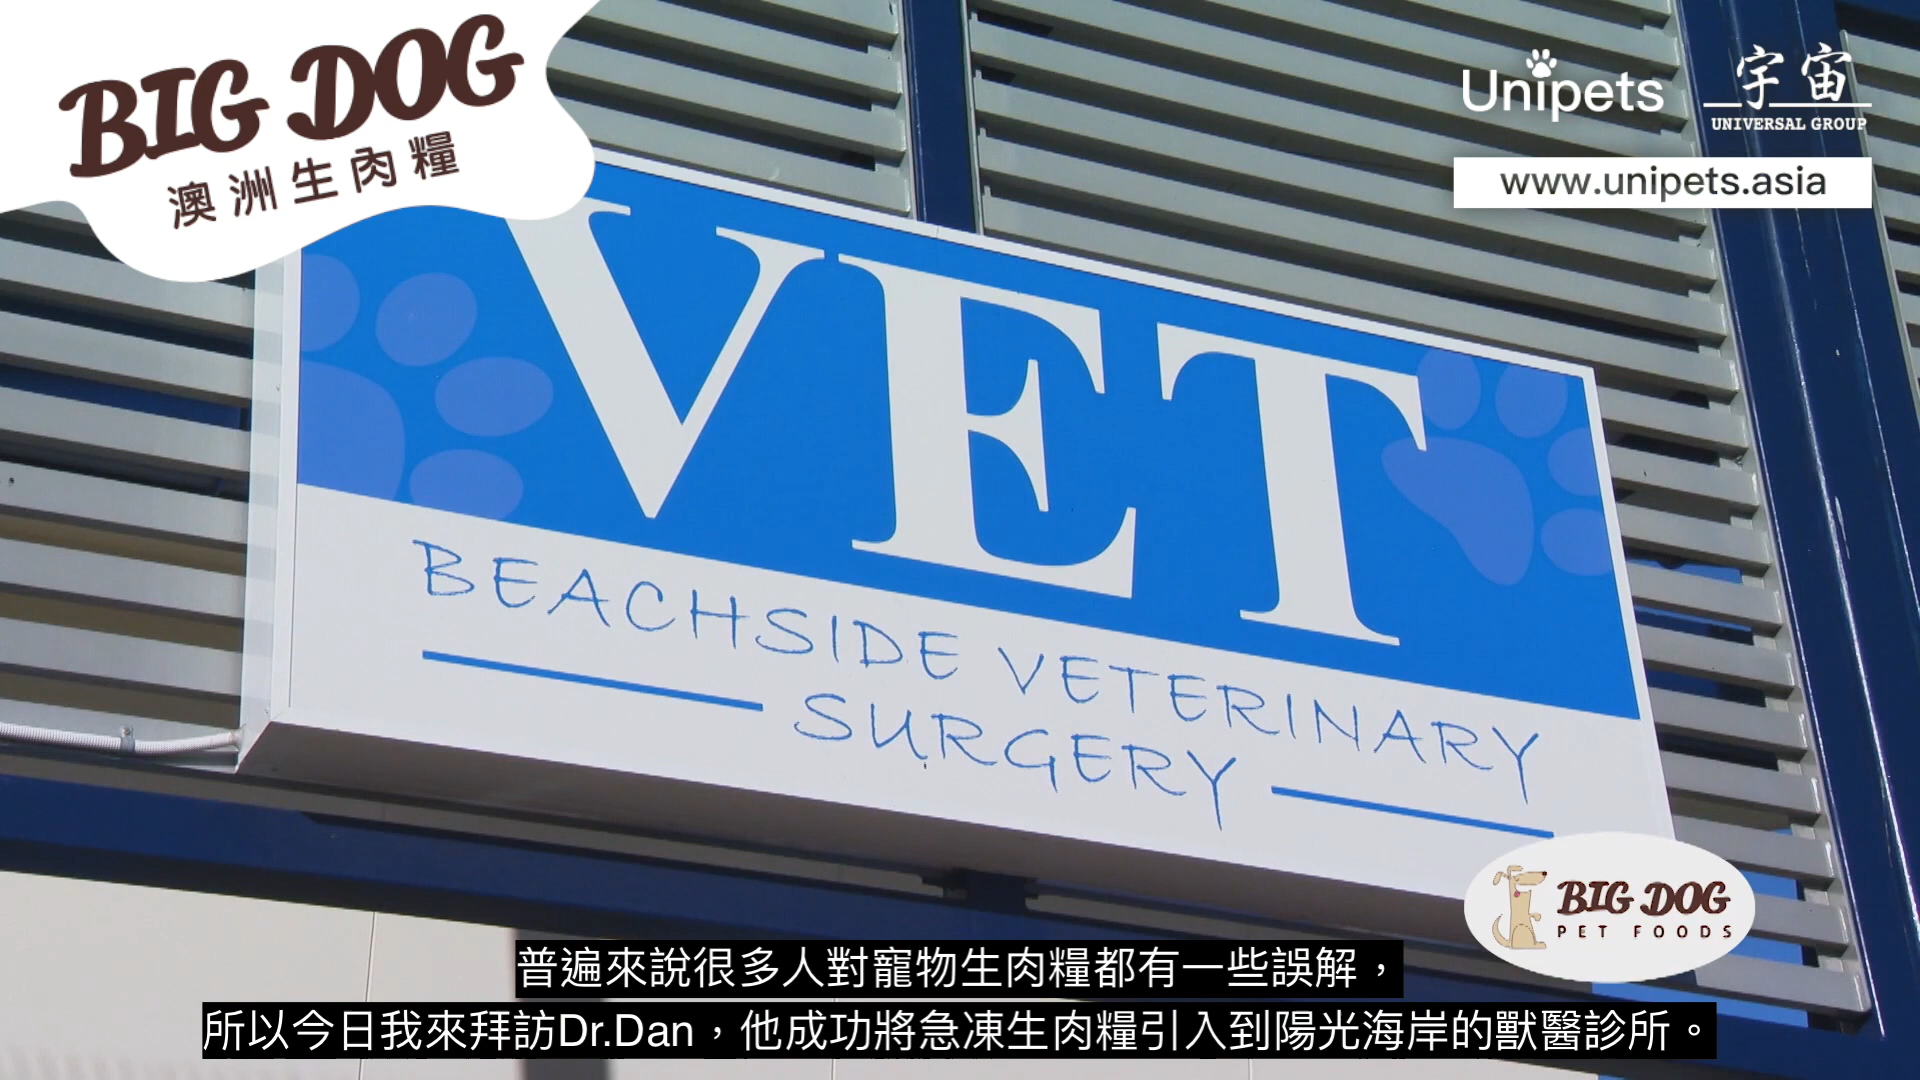 BIG DOG
澳洲生肉糧
Unipets
宇宙
UNIVERSAL GROUP
www.unipets.asia
VET
BEACHSIDE VETERINARY
SURGERY
BIG DOG
PET FOODS
普遍來說很多人對寵物生肉糧都有一些誤解，
所以今日我來拜訪Dr.Dan，他成功將急凍生肉糧引入到陽光海岸的獸醫診所。